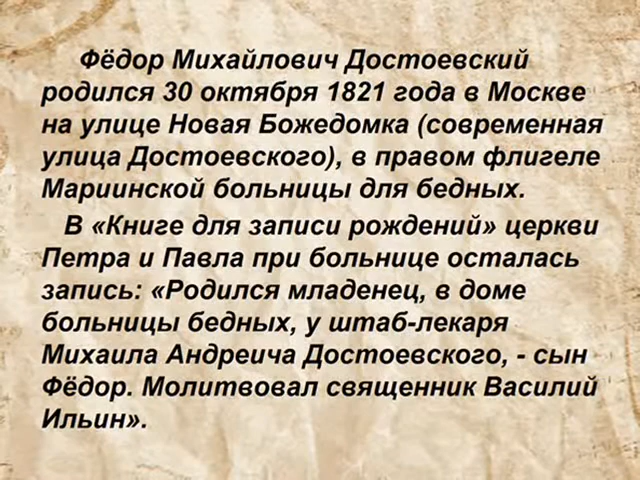 Фёдор Михайлович Достоевский
родился 30 октября 1821 года в Москве
на улице Новая Божедомка (современная
улица Достоевского), в правом флигеле
Мариинской больницы для бедных.
В «Книге для записи рождений» церкви
Петра и Павла при больнице осталась
запись: «Родился младенец, в доме
больницы бедных, у штаб-лекаря
Михаила Андреича Достоевского, - сын
Фёдор. Молитвовал священник Василий
Ильин».